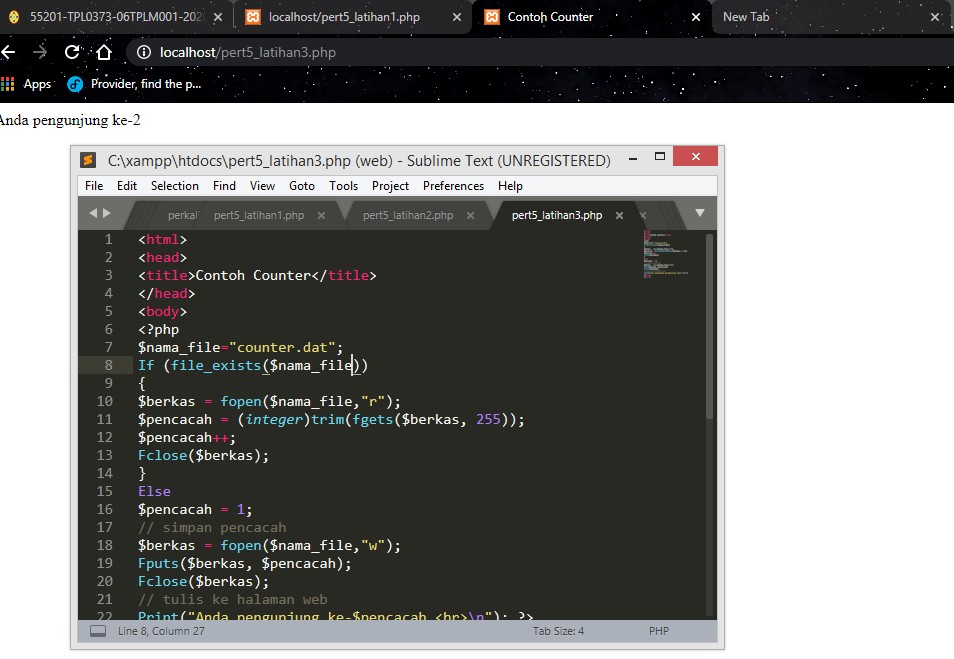 55201-TPL0373-06TPLM001-202
localhost/pert5_latihan1.php
Contoh Counter
New Tab
localhost/pert5_latihan3.php
Apps
Provider, find the p...
Anda pengunjung ke-2
C:\xampp\htdocs\pert5_latihan3.php (web) - Sublime Text (UNREGISTERED)
File Edit Selection Find View Goto Tools Project Preferences Help
perkal pert5_latihan1.php pert5_latihan2.php pert5_latihan3.php
1 <html>
2 <head>
3 <title>Contoh Counter</title>
4 </head>
5 <body>
6 <?php
7 $nama_file="counter.dat";
8 If (file_exists($nama_file))
9 {
10 $berkas = fopen($nama_file,"r");
11 $pencacah = (integer)trim(fgets($berkas, 255));
12 $pencacah++;
13 Fclose($berkas);
14 }
15 Else
16 $pencacah = 1;
17 // simpan pencacah
18 $berkas = fopen($nama_file,"w");
19 Fputs($berkas, $pencacah);
20 Fclose($berkas);
21 // tulis ke halaman web
22 Print("Anda pengunjung ke-$pencacah <br>\n"); ?>
Line 8, Column 27
Tab Size: 4
PHP